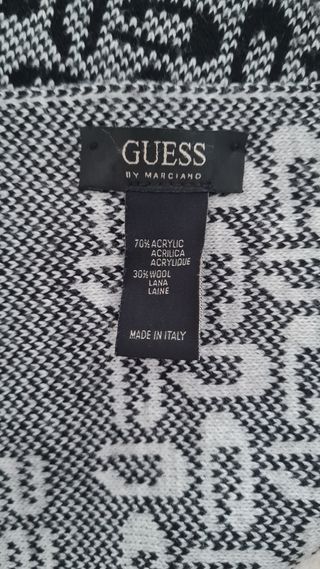 GUESS
BY MARCIANO
70% ACRYLIC
ACRILICA
ACRYLIQUE
30% WOOL
LANA
LAINE
MADE IN ITALY